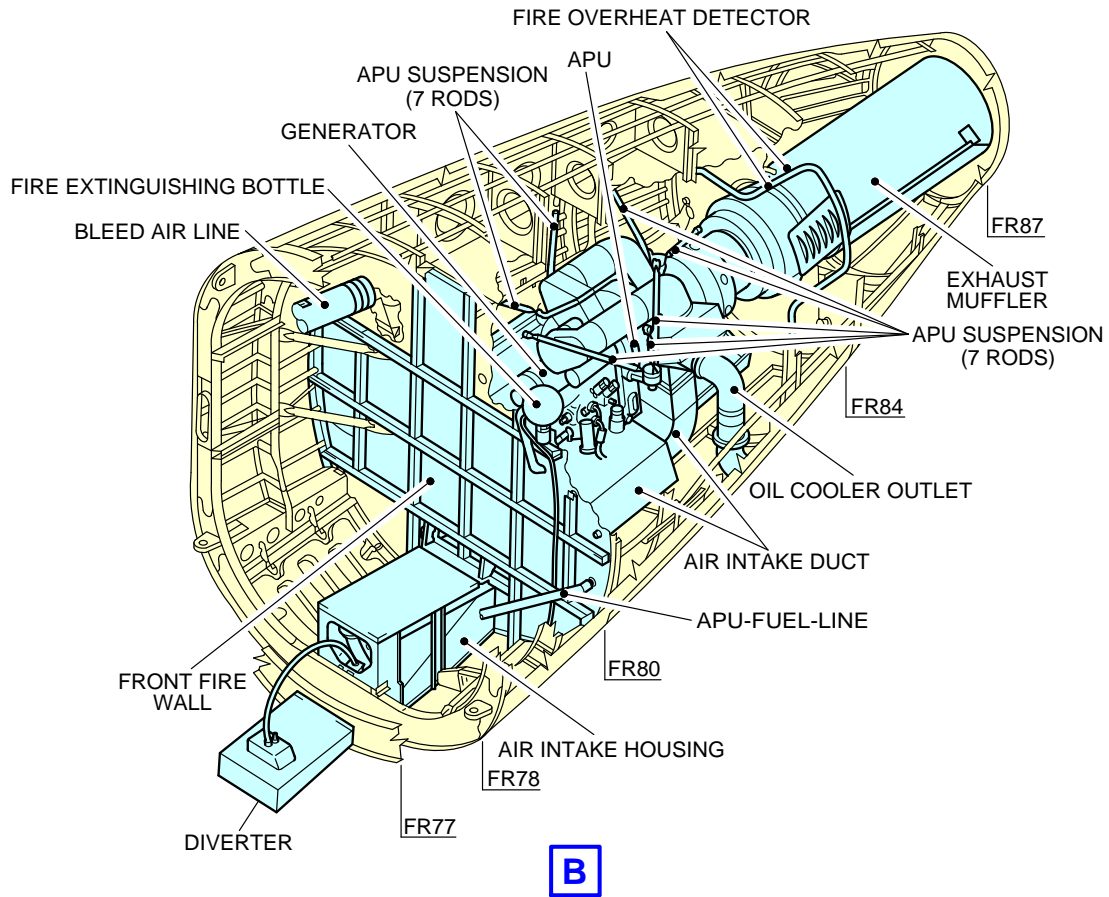 FIRE OVERHEAT DETECTOR
APU
APU SUSPENSION
(7 RODS)
GENERATOR
FIRE EXTINGUISHING BOTTLE
BLEED AIR LINE
FR87
EXHAUST
MUFFLER
APU SUSPENSION
(7 RODS)
FR84
OIL COOLER OUTLET
AIR INTAKE DUCT
APU-FUEL-LINE
FR80
FRONT FIRE
WALL
AIR INTAKE HOUSING
FR78
FR77
DIVERTER
B